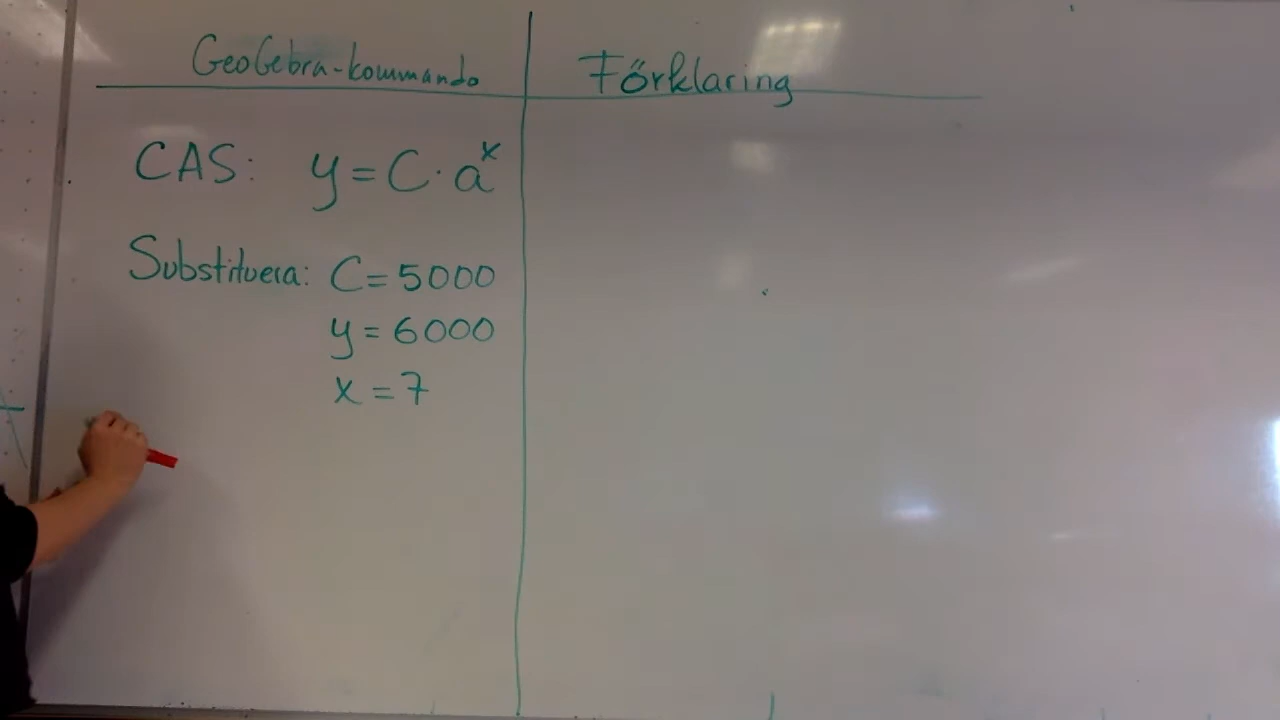 GeoGebra-kommando
Förklaring
CAS: y = C · a^x
Substituera: C = 5000
y = 6000
x = 7